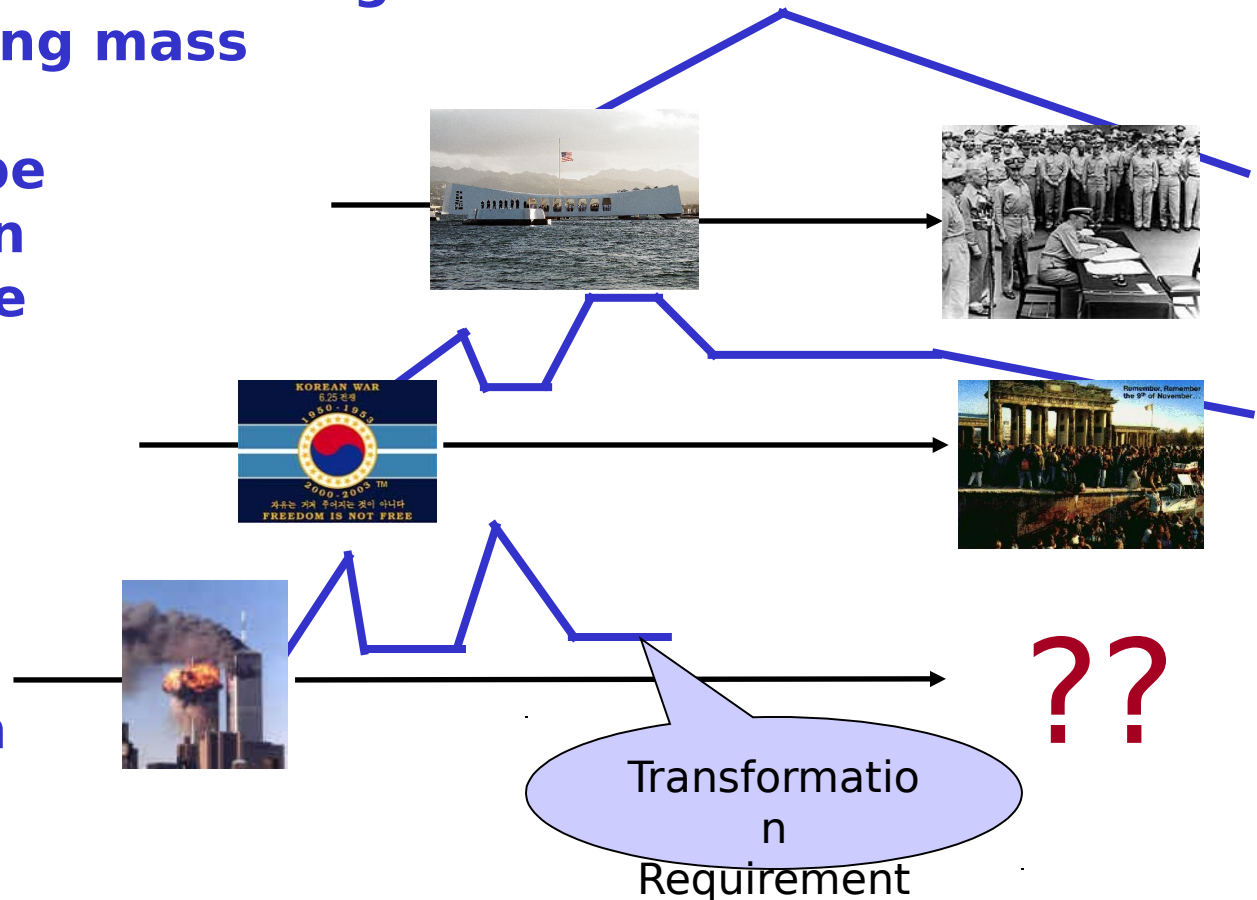 ng mass
be
n
e
KOREAN WAR
6.25 전쟁
1950-1953
2000-2003 TM
자유는 거저 주어지는 것이 아니다
FREEDOM IS NOT FREE
Remember, Remember
the 9th of November...
??
Transformatio
n
Requirement